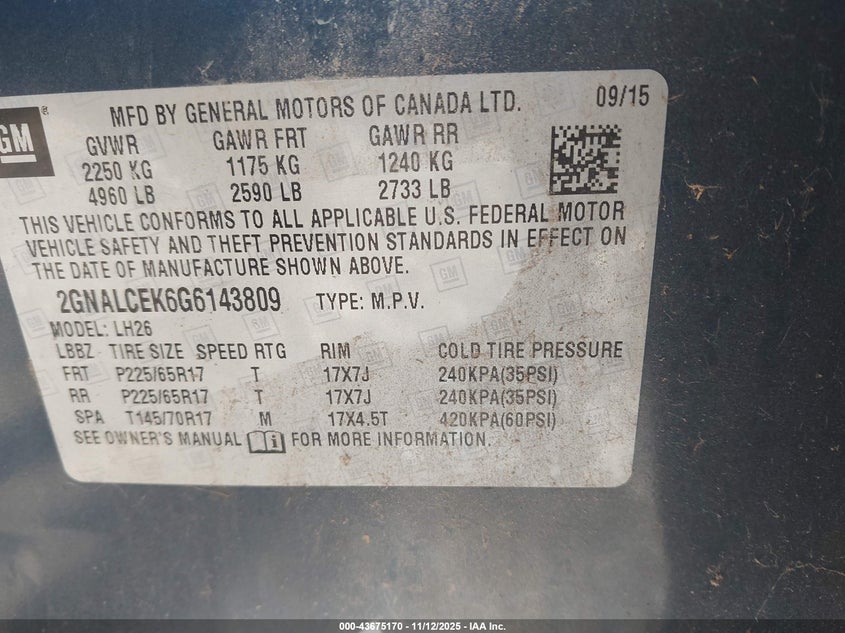 GM ®
MFD BY GENERAL MOTORS OF CANADA LTD. 09/15
GVWR GAWR FRT GAWR RR
2250 KG 1175 KG 1240 KG
4960 LB 2590 LB 2733 LB
THIS VEHICLE CONFORMS TO ALL APPLICABLE U.S. FEDERAL MOTOR
VEHICLE SAFETY AND THEFT PREVENTION STANDARDS IN EFFECT ON
THE DATE OF MANUFACTURE SHOWN ABOVE.
2GNALCEK6G6143809 TYPE: M.P.V.
MODEL: LH26
LBBZ TIRE SIZE SPEED RTG RIM COLD TIRE PRESSURE
FRT P225/65R17 T 17X7J 240KPA(35PSI)
RR P225/65R17 T 17X7J 240KPA(35PSI)
SPA T145/70R17 M 17X4.5T 420KPA(60PSI)
SEE OWNER'S MANUAL i FOR MORE INFORMATION.
000-43675170 - 11/12/2025 - IAA Inc.